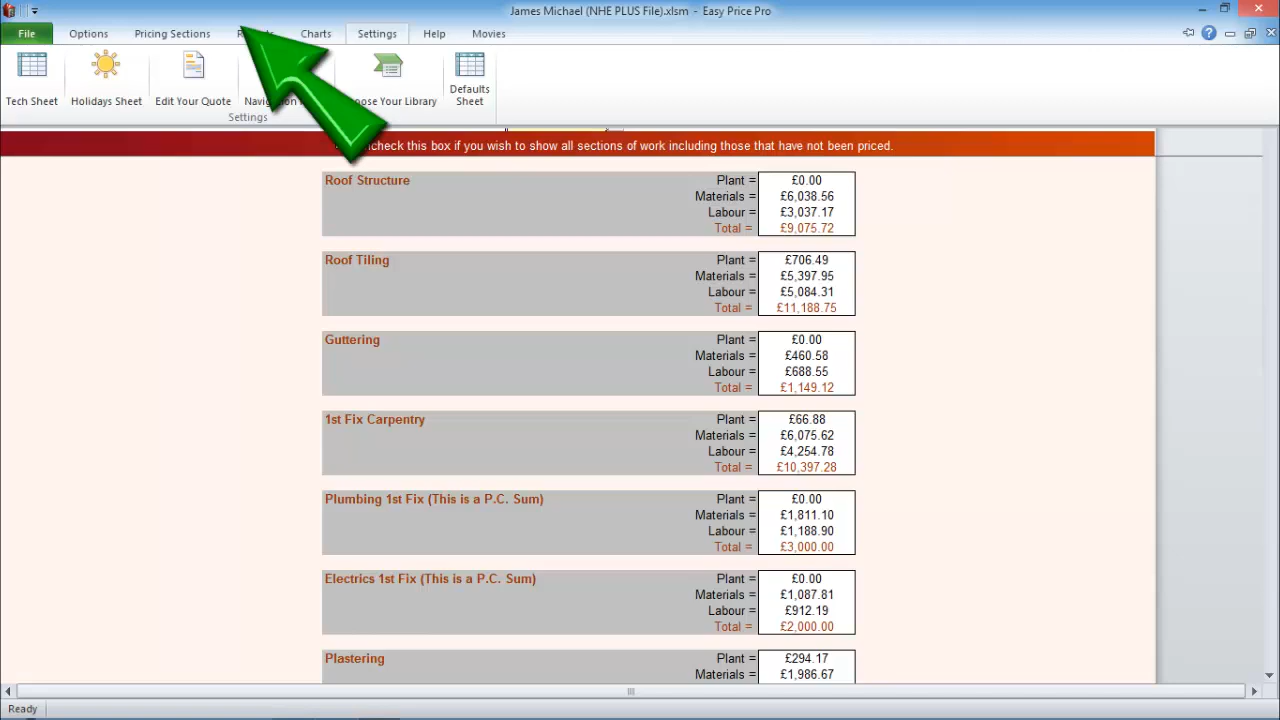 James Michael (NHE PLUS File).xlsm - Easy Price Pro
File Options Pricing Sections Charts Settings Help Movies
Tech Sheet Holidays Sheet Edit Your Quote Your Library Defaults Sheet
Settings
check this box if you wish to show all sections of work including those that have not been priced.
Roof Structure Plant = £0.00
Materials = £6,038.56
Labour = £3,037.17
Total = £9,075.72
Roof Tiling Plant = £706.49
Materials = £5,397.95
Labour = £5,084.31
Total = £11,188.75
Guttering Plant = £0.00
Materials = £460.58
Labour = £688.55
Total = £1,149.12
1st Fix Carpentry Plant = £66.88
Materials = £6,075.62
Labour = £4,254.78
Total = £10,397.28
Plumbing 1st Fix (This is a P.C. Sum) Plant = £0.00
Materials = £1,811.10
Labour = £1,188.90
Total = £3,000.00
Electrics 1st Fix (This is a P.C. Sum) Plant = £0.00
Materials = £1,087.81
Labour = £912.19
Total = £2,000.00
Plastering Plant = £294.17
Materials = £1,986.67
Ready